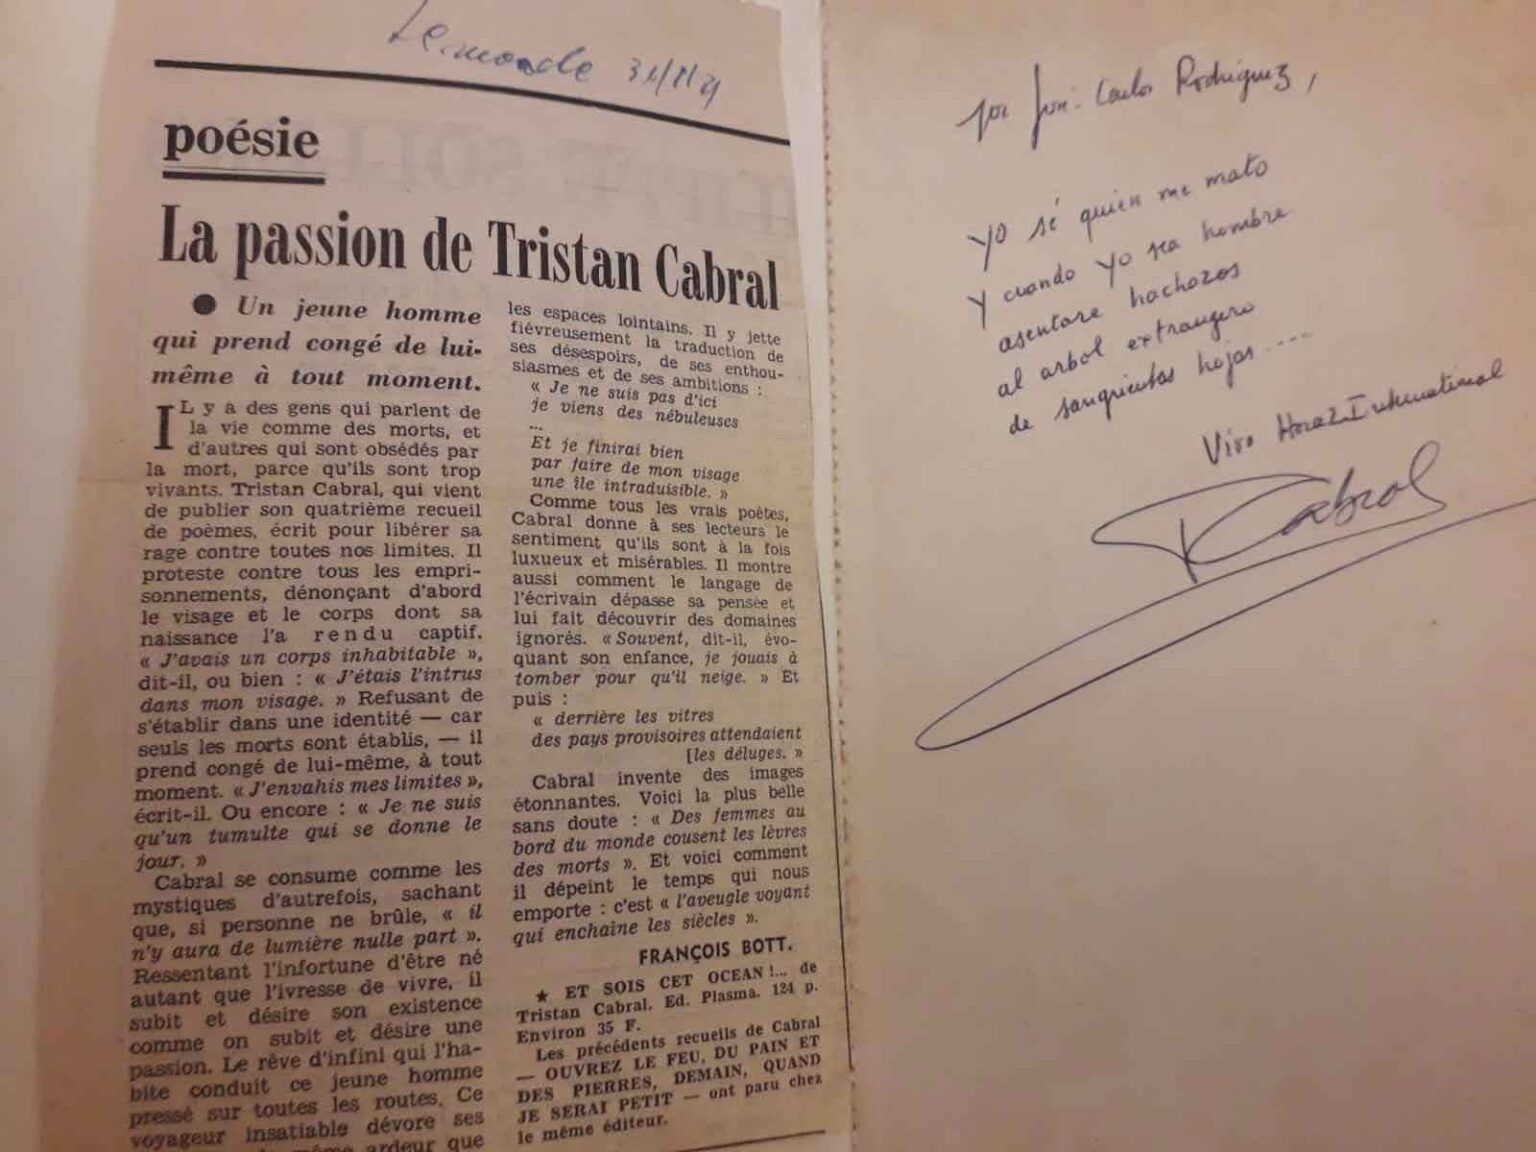 Le monde
poésie
La passion de Tristan Cabral
● Un jeune homme
qui prend congé de lui-
même à tout moment.
IL y a des gens qui parlent de
la vie comme des morts, et
d'autres qui sont obsédés par
la mort, parce qu'ils sont trop
vivants. Tristan Cabral, qui vient
de publier son quatrième recueil
de poèmes, écrit pour libérer sa
rage contre toutes nos limites. Il
proteste contre tous les empri-
sonnements, dénonçant d'abord
le visage et le corps dont sa
naissance l'a rendu captif.
« J'avais un corps inhabitable »,
dit-il, ou bien : « J'étais l'intrus
dans mon visage. » Refusant de
s'établir dans une identité — car
seuls les morts sont établis, — il
prend congé de lui-même, à tout
moment. « J'envahis mes limites »,
écrit-il. Ou encore : « Je ne suis
qu'un tumulte qui se donne le
jour. »
Cabral se consume comme les
mystiques d'autrefois, sachant
que, si personne ne brûle, « il
n'y aura de lumière nulle part ».
Ressentant l'infortune d'être né
autant que l'ivresse de vivre, il
subit et désire son existence
comme on subit et désire une
passion. Le rêve d'infini qui l'ha-
bite conduit ce jeune homme
pressé sur toutes les routes. Ce
voyageur insatiable dévore ses
même ardeur que
les espaces lointains. Il y jette
fiévreusement la traduction de
ses désespoirs, de ses enthou-
siasmes et de ses ambitions :
« Je ne suis pas d'ici
je viens des nébuleuses
...
Et je finirai bien
par faire de mon visage
une île intraduisible. »
Comme tous les vrais poètes,
Cabral donne à ses lecteurs le
sentiment qu'ils sont à la fois
luxueux et misérables. Il montre
aussi comment le langage de
l'écrivain dépasse sa pensée et
lui fait découvrir des domaines
ignorés. « Souvent, dit-il, évo-
quant son enfance, je jouais à
tomber pour qu'il neige. » Et
puis :
« derrière les vitres
des pays provisoires attendaient
[les déluges. »
Cabral invente des images
étonnantes. Voici la plus belle
sans doute : « Des femmes au
bord du monde cousent les lèvres
des morts ». Et voici comment
il dépeint le temps qui nous
emporte : c'est « l'aveugle voyant
qui enchaîne les siècles ».
FRANÇOIS BOTT.
★ ET SOIS CET OCEAN !... de
Tristan Cabral. Ed. Plasma. 124 p.
Environ 35 F.
Les précédents recueils de Cabral
— OUVREZ LE FEU, DU PAIN ET
DES PIERRES, DEMAIN, QUAND
JE SERAI PETIT — ont paru chez
le même éditeur.
por José-Carlos Rodriguez,
Yo sé quien me mato
Y cuando Yo sea hombre
asentare hachazos
al arbol extrangero
de sangrientas hojas ....
Viva International
Cabral